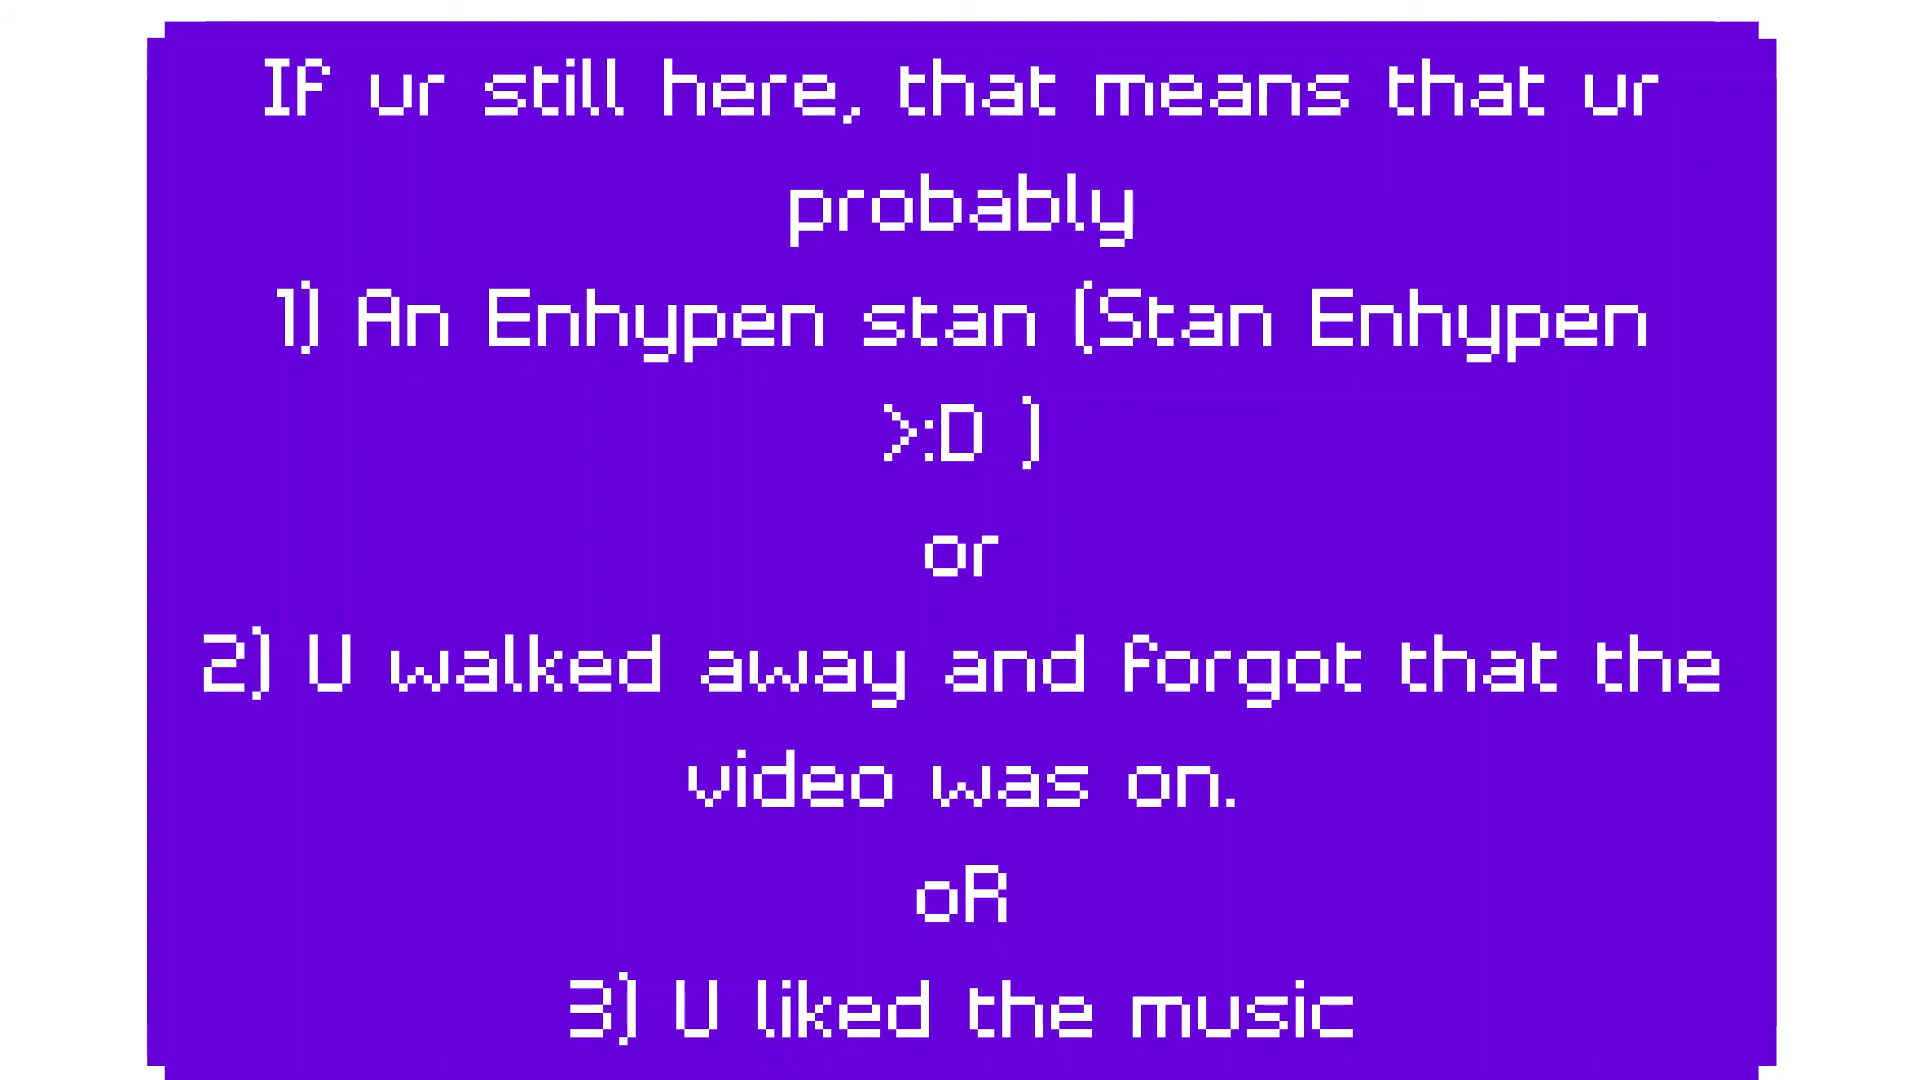 If ur still here, that means that ur
probably
1) An Enhypen stan (Stan Enhypen
>:D )
or
2) U walked away and forgot that the
video was on.
oR
3) U liked the music